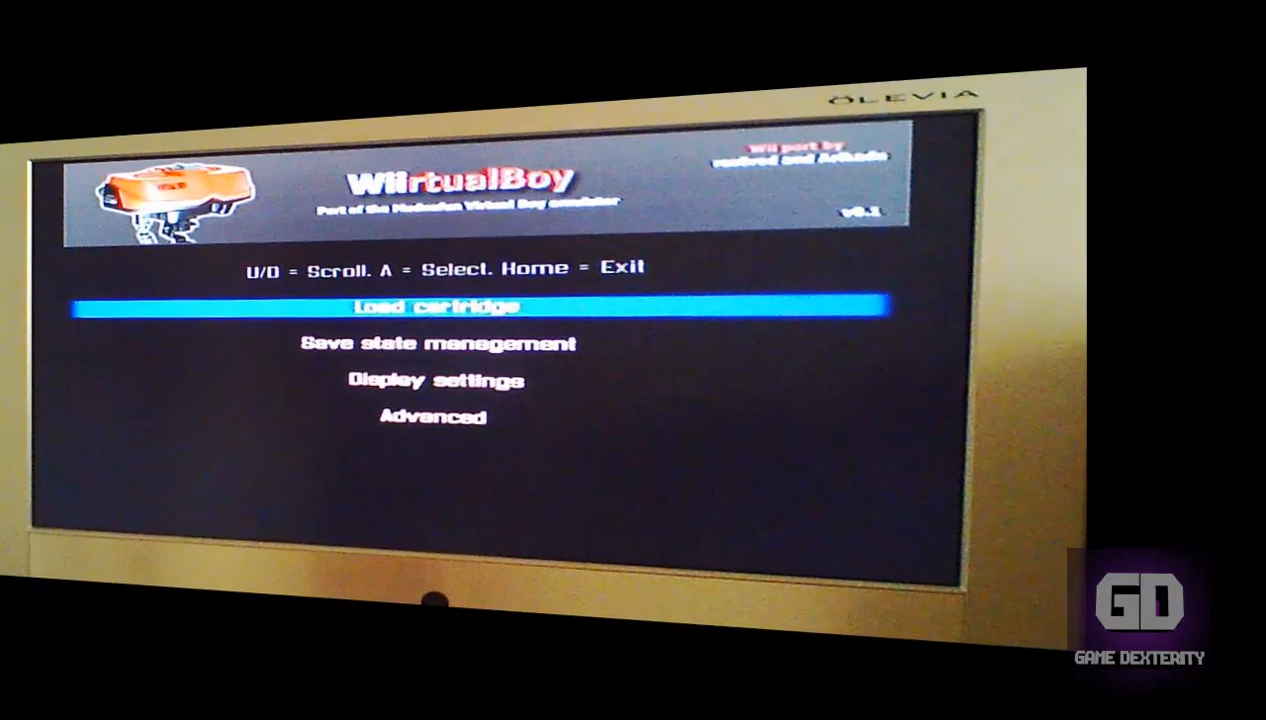 ÖLEVIA
WiirtualBoy
Wii port by
and Arikado
Part of the Mednafen Virtual Boy emulator
v0.1
U/D = Scroll. A = Select. Home = Exit
Load cartridge
Save state management
Display settings
Advanced
GD
GAME DEXTERITY